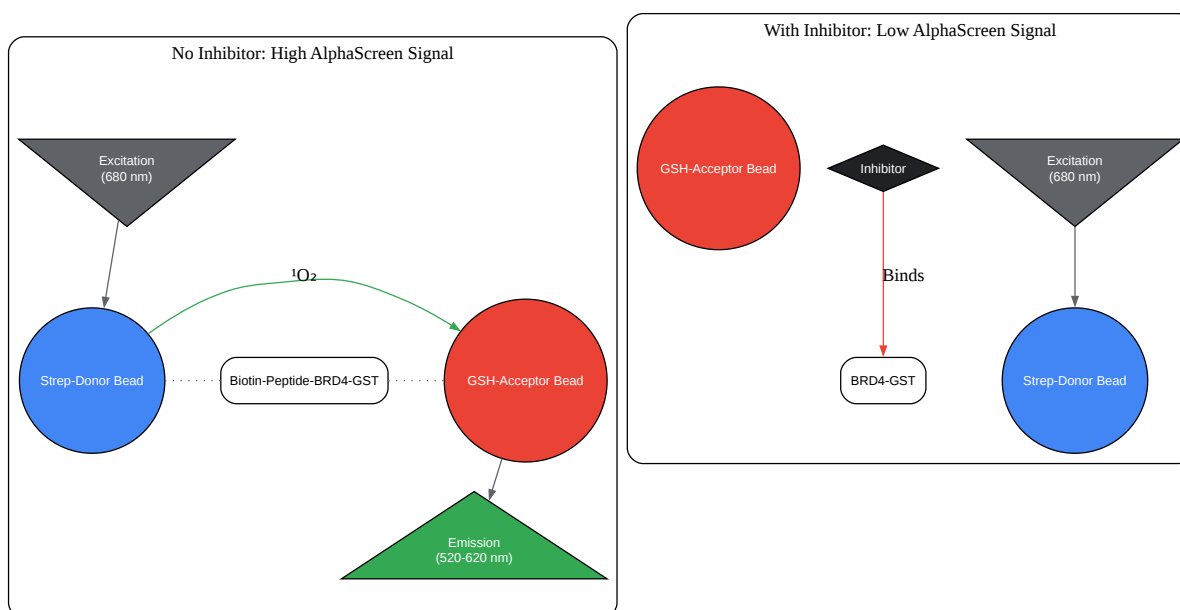 No Inhibitor: High AlphaScreen Signal
Excitation
(680 nm)
¹O₂
Strep-Donor Bead
Biotin-Peptide-BRD4-GST
GSH-Acceptor Bead
Emission
(520-620 nm)
With Inhibitor: Low AlphaScreen Signal
GSH-Acceptor Bead
Inhibitor
Excitation
(680 nm)
Binds
BRD4-GST
Strep-Donor Bead